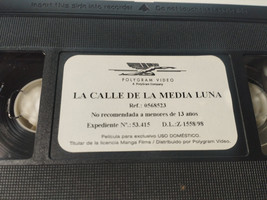 POLYGRAM VIDEO
LA CALLE DE LA MEDIA LUNA
Ref.: 0568523
No recomendada a menores de 13 años
Expediente Nº.: 53.415 D.L.:Z-1558/98
Película para exclusivo USO DOMÉSTICO.
Titular de la licencia Manga Films / Distribuido por Polygram Video.